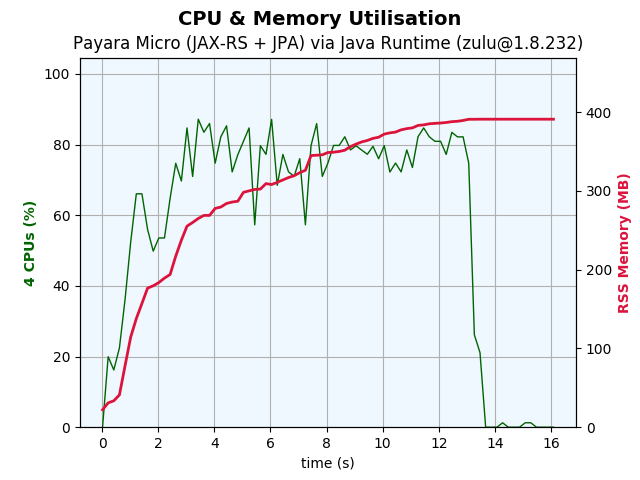 CPU & Memory Utilisation
Payara Micro (JAX-RS + JPA) via Java Runtime (zulu@1.8.232)
4 CPUs (%)
100
80
60
40
20
0
RSS Memory (MB)
400
300
200
100
0
0 2 4 6 8 10 12 14 16
time (s)